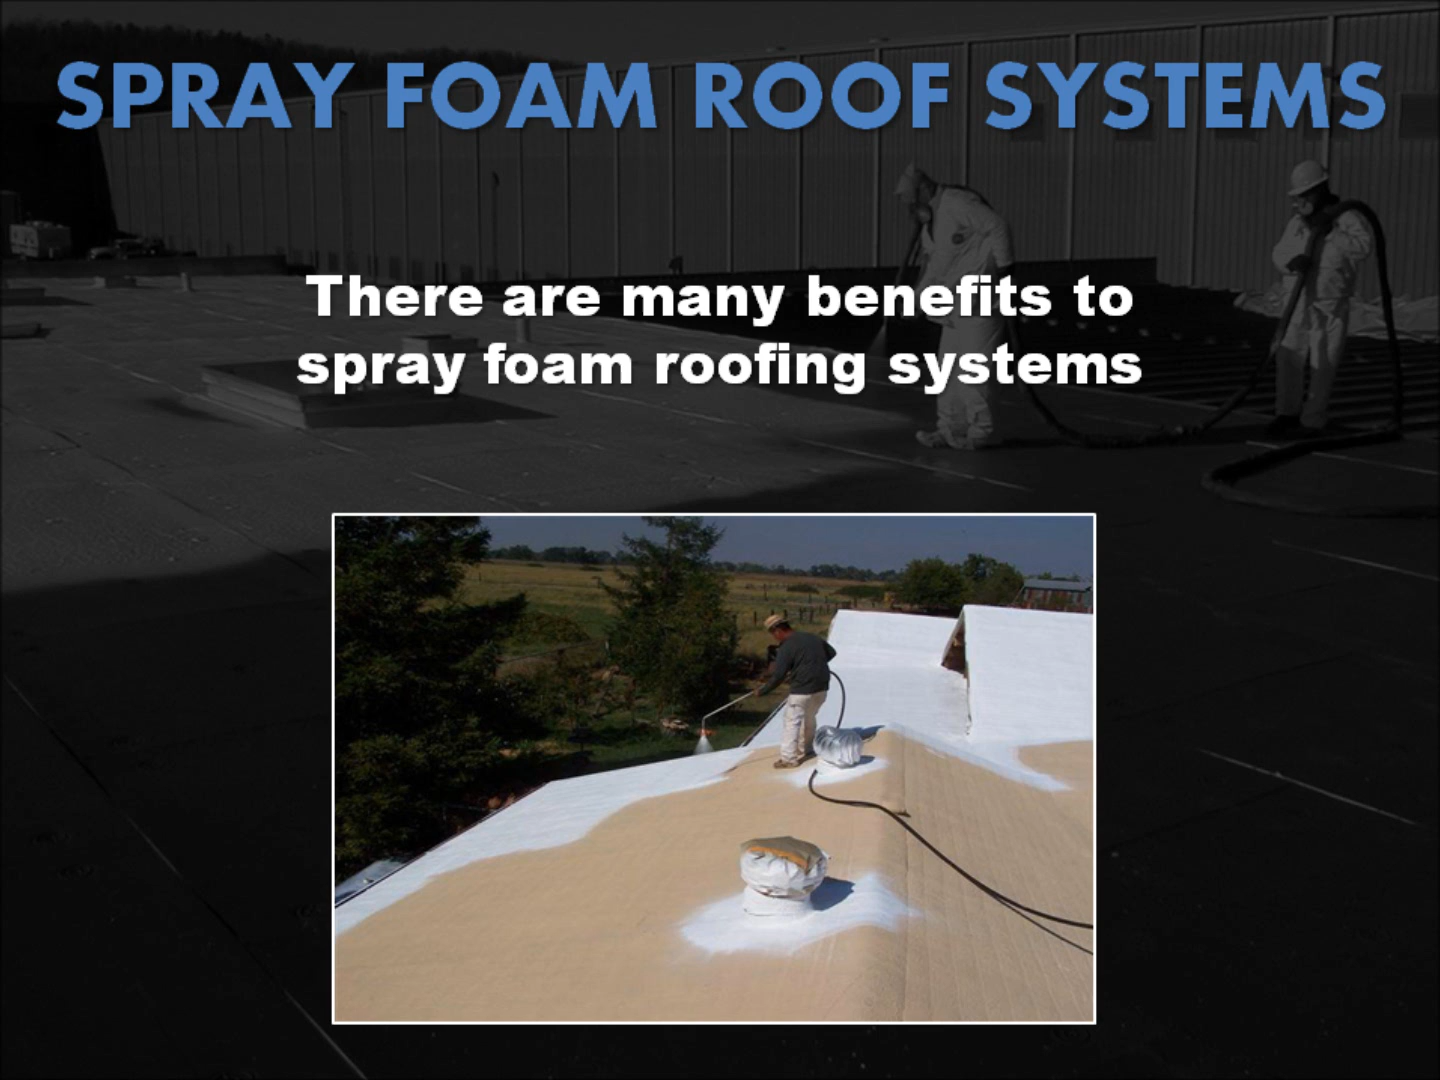 SPRAY FOAM ROOF SYSTEMS
There are many benefits to
spray foam roofing systems